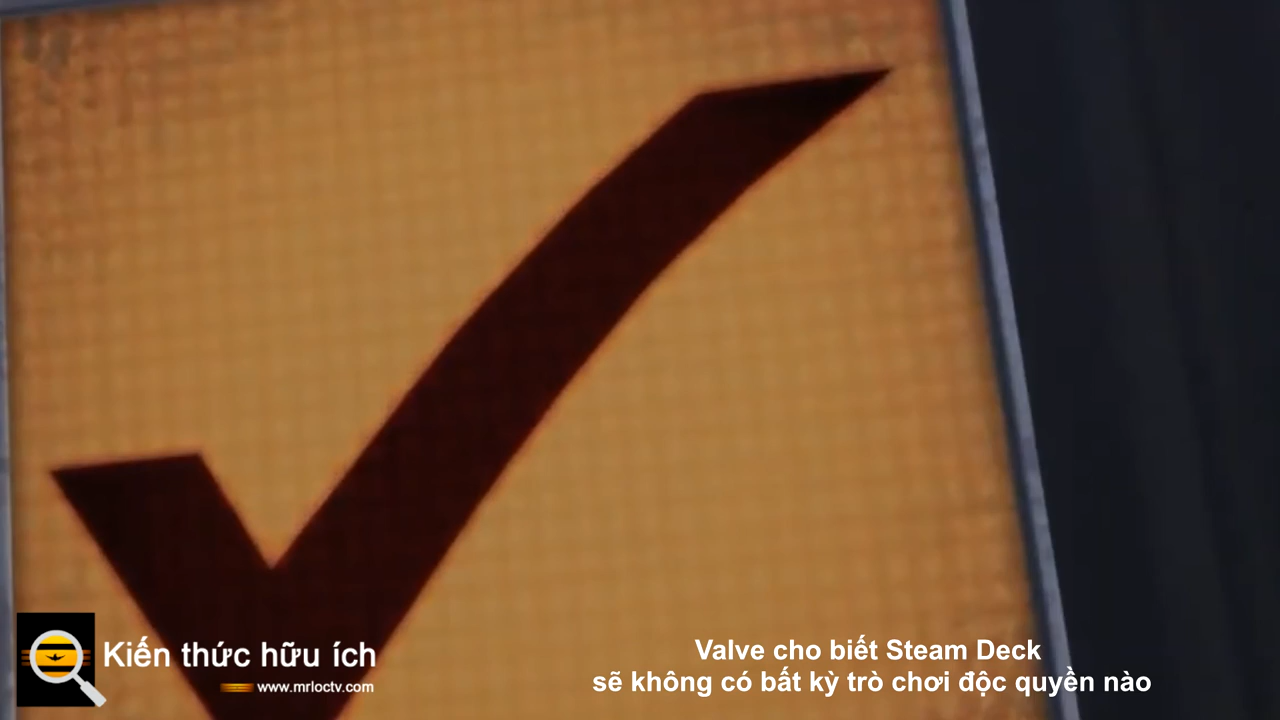 Kiến thức hữu ích
www.mrloctv.com
Valve cho biết Steam Deck
sẽ không có bất kỳ trò chơi độc quyền nào